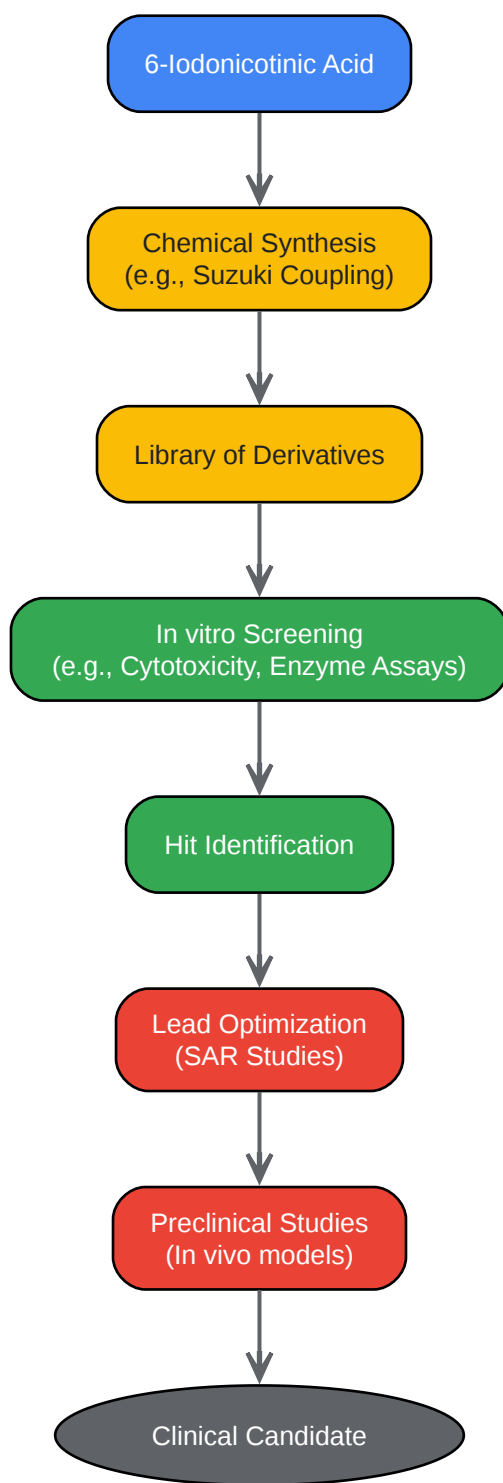 6-Iodonicotinic Acid
Chemical Synthesis
(e.g., Suzuki Coupling)
Library of Derivatives
In vitro Screening
(e.g., Cytotoxicity, Enzyme Assays)
Hit Identification
Lead Optimization
(SAR Studies)
Preclinical Studies
(In vivo models)
Clinical Candidate